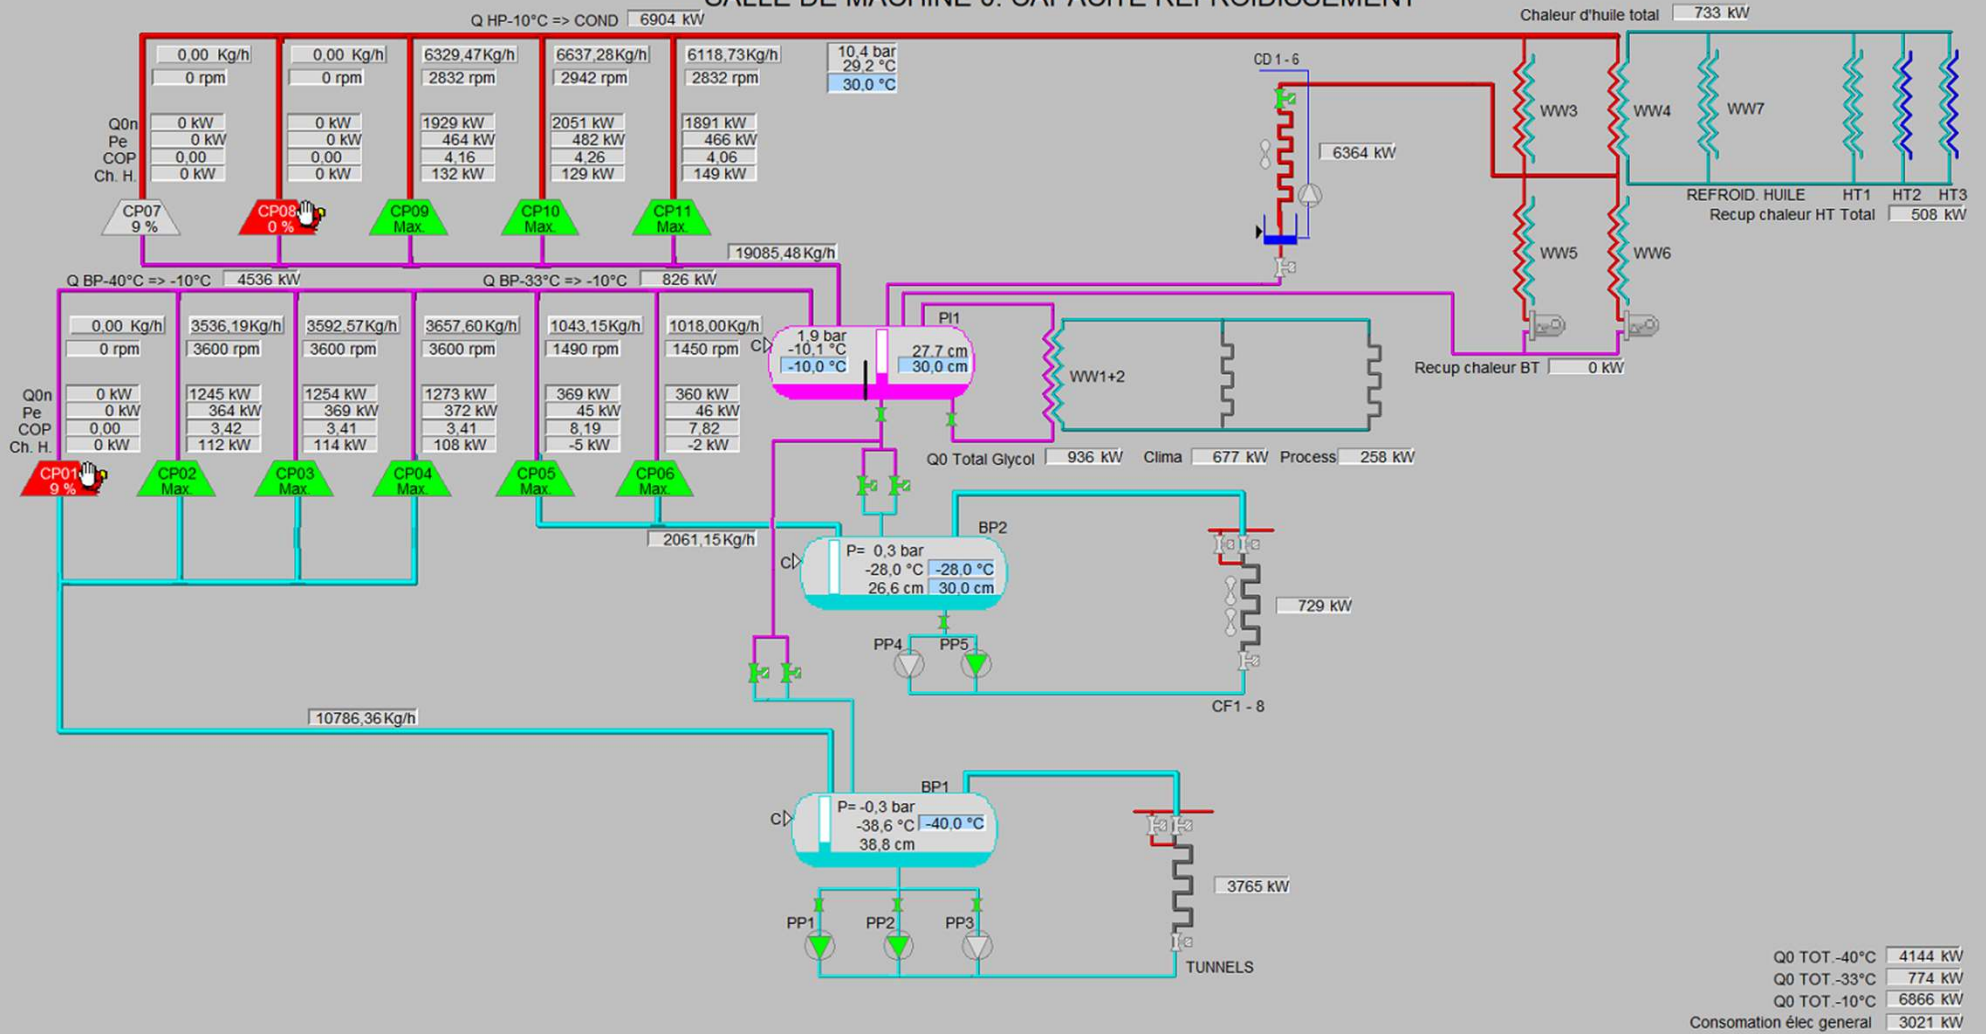 SALLE DE MACHINE 6: CAPACITE REFROIDISSEMENT
Q HP-10°C => COND 6904 kW
Chaleur d'huile total 733 kW
0,00 Kg/h 0,00 Kg/h 6329,47Kg/h 6637,28Kg/h 6118,73Kg/h
0 rpm 0 rpm 2832 rpm 2942 rpm 2832 rpm
10,4 bar
29,2 °C
30,0 °C
CD 1 - 6
Q0n 0 kW 0 kW 1929 kW 2051 kW 1891 kW
Pe 0 kW 0 kW 464 kW 482 kW 466 kW
COP 0,00 0,00 4,16 4,26 4,06
Ch. H. 0 kW 0 kW 132 kW 129 kW 149 kW
6364 kW
WW3 WW4 WW7
REFROID. HUILE HT1 HT2 HT3
Recup chaleur HT Total 508 kW
CP07 CP08 CP09 CP10 CP11
9 % 0 % Max. Max. Max.
19085,48Kg/h
WW5 WW6
Q BP-40°C => -10°C 4536 kW Q BP-33°C => -10°C 826 kW
0,00 Kg/h 3536,19Kg/h 3592,57Kg/h 3657,60Kg/h 1043,15Kg/h 1018,00Kg/h
0 rpm 3600 rpm 3600 rpm 3600 rpm 1490 rpm 1450 rpm
PI1
C
1,9 bar
-10,1 °C 27.7 cm
-10,0 °C 30,0 cm
WW1+2
Recup chaleur BT 0 kW
Q0n 0 kW 1245 kW 1254 kW 1273 kW 369 kW 360 kW
Pe 0 kW 364 kW 369 kW 372 kW 45 kW 46 kW
COP 0,00 3,42 3,41 3,41 8,19 7,82
Ch. H. 0 kW 112 kW 114 kW 108 kW -5 kW -2 kW
CP01 CP02 CP03 CP04 CP05 CP06
9 % Max. Max. Max. Max. Max.
Q0 Total Glycol 936 kW Clima 677 kW Process 258 kW
2061,15Kg/h
BP2
C
P= 0,3 bar
-28,0 °C -28,0 °C
26,6 cm 30,0 cm
729 kW
PP4 PP5
CF1 - 8
10786,36Kg/h
BP1
C
P= -0,3 bar
-38,6 °C -40,0 °C
38,8 cm
3765 kW
PP1 PP2 PP3
TUNNELS
Q0 TOT.-40°C 4144 kW
Q0 TOT.-33°C 774 kW
Q0 TOT.-10°C 6866 kW
Consomation élec general 3021 kW